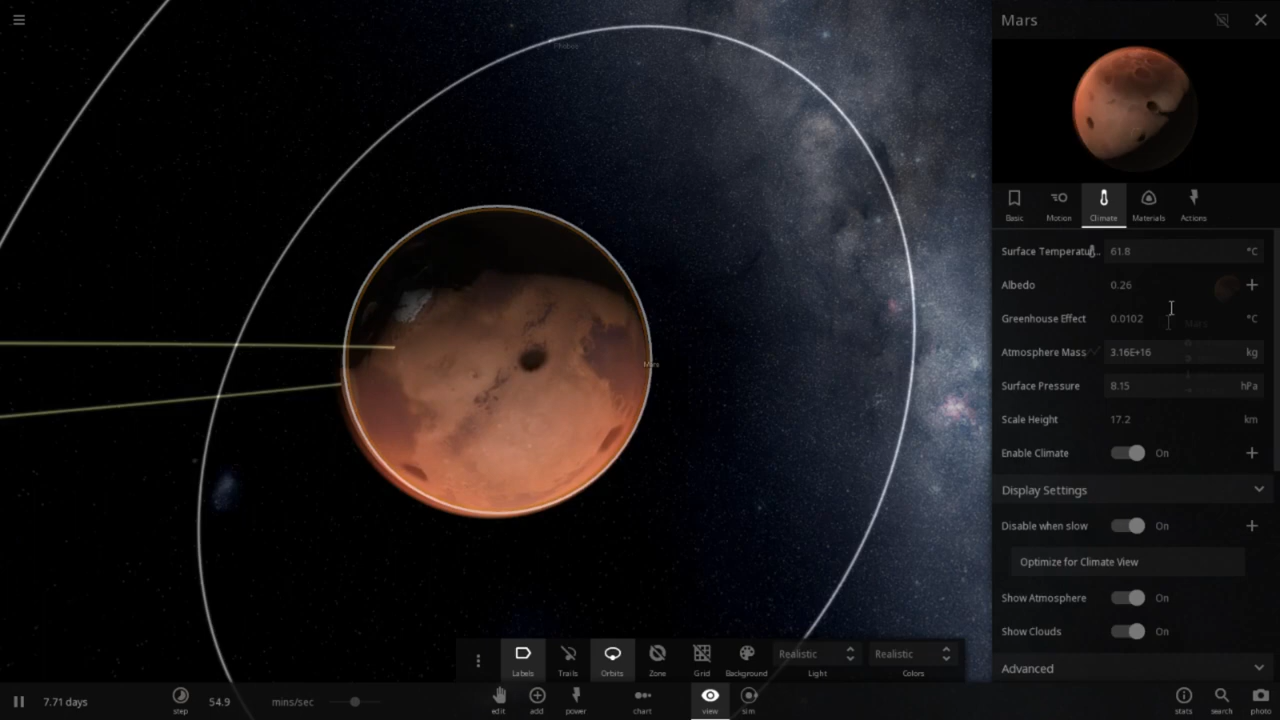 Mars
Phobos
Basic
Motion
Climate
Materials
Actions
Surface Temperatu... 61.8 °C
Albedo 0.26
Greenhouse Effect 0.0102 °C
Mars
Atmosphere Mass 3.16E+16 kg
Mars
Surface Pressure 8.15 hPa
Scale Height 17.2 km
Enable Climate On
Display Settings
Disable when slow On
Optimize for Climate View
Show Atmosphere On
Show Clouds On
Advanced
Labels
Trails
Orbits
Zone
Grid
Background
Realistic
Light
Realistic
Colors
7.71 days
step
54.9 mins/sec
edit
add
power
chart
view
sim
stats
search
photo